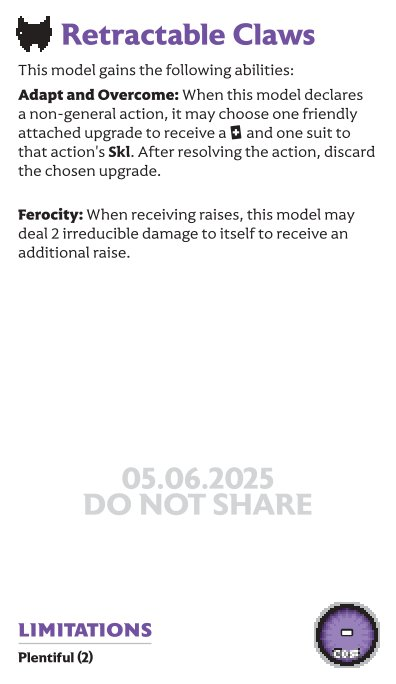 Retractable Claws
This model gains the following abilities:
Adapt and Overcome: When this model declares
a non-general action, it may choose one friendly
attached upgrade to receive a + and one suit to
that action's Skl. After resolving the action, discard
the chosen upgrade.
Ferocity: When receiving raises, this model may
deal 2 irreducible damage to itself to receive an
additional raise.
05.06.2025
DO NOT SHARE
LIMITATIONS
Plentiful (2)
-
COST